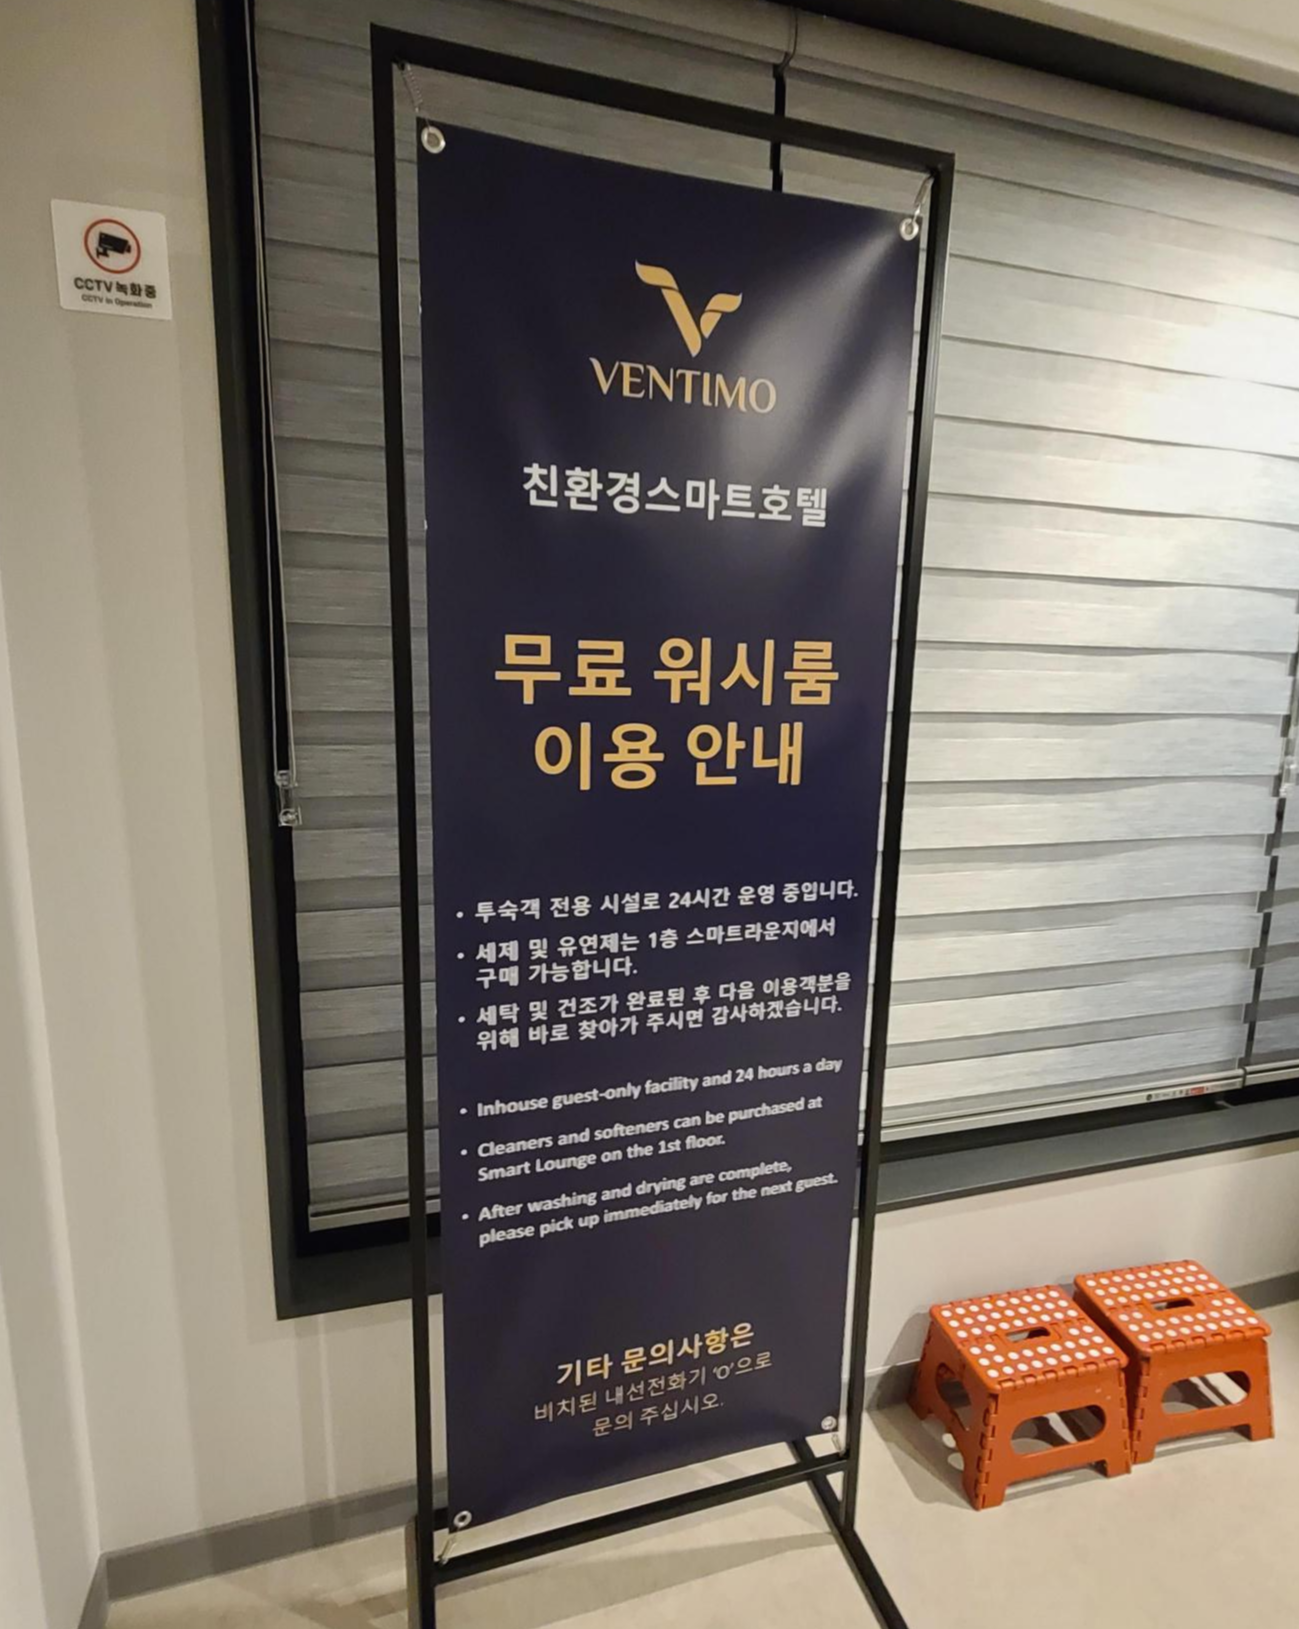 CCTV 녹화중
CCTV in Operation
VENTIMO
친환경스마트호텔
무료 워시룸
이용 안내
• 투숙객 전용 시설로 24시간 운영 중입니다.
• 세제 및 유연제는 1층 스마트라운지에서
구매 가능합니다.
• 세탁 및 건조가 완료된 후 다음 이용객분을
위해 바로 찾아가 주시면 감사하겠습니다.
• Inhouse guest-only facility and 24 hours a day
• Cleaners and softeners can be purchased at
Smart Lounge on the 1st floor.
• After washing and drying are complete,
please pick up immediately for the next guest.
기타 문의사항은
비치된 내선전화기 ‘0’으로
문의 주십시오.